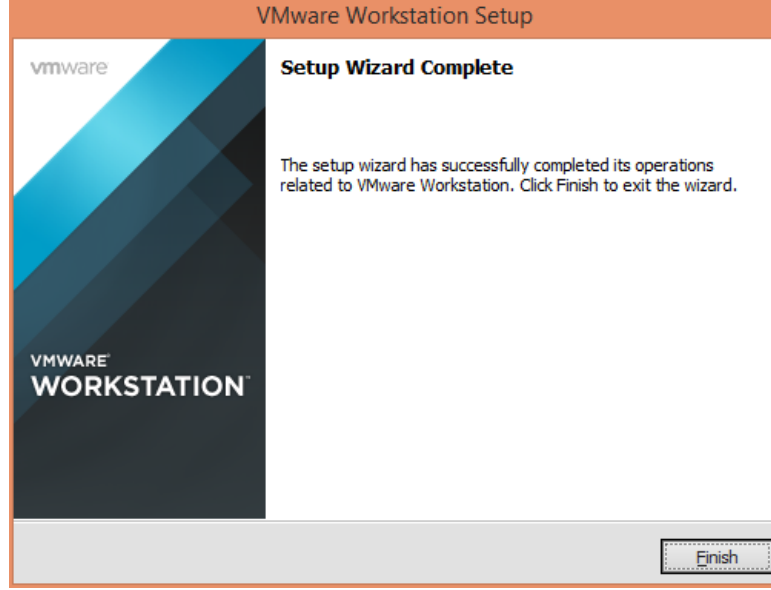 VMware Workstation Setup
vmware
Setup Wizard Complete
The setup wizard has successfully completed its operations
related to VMware Workstation. Click Finish to exit the wizard.
VMWARE®
WORKSTATION™
Finish